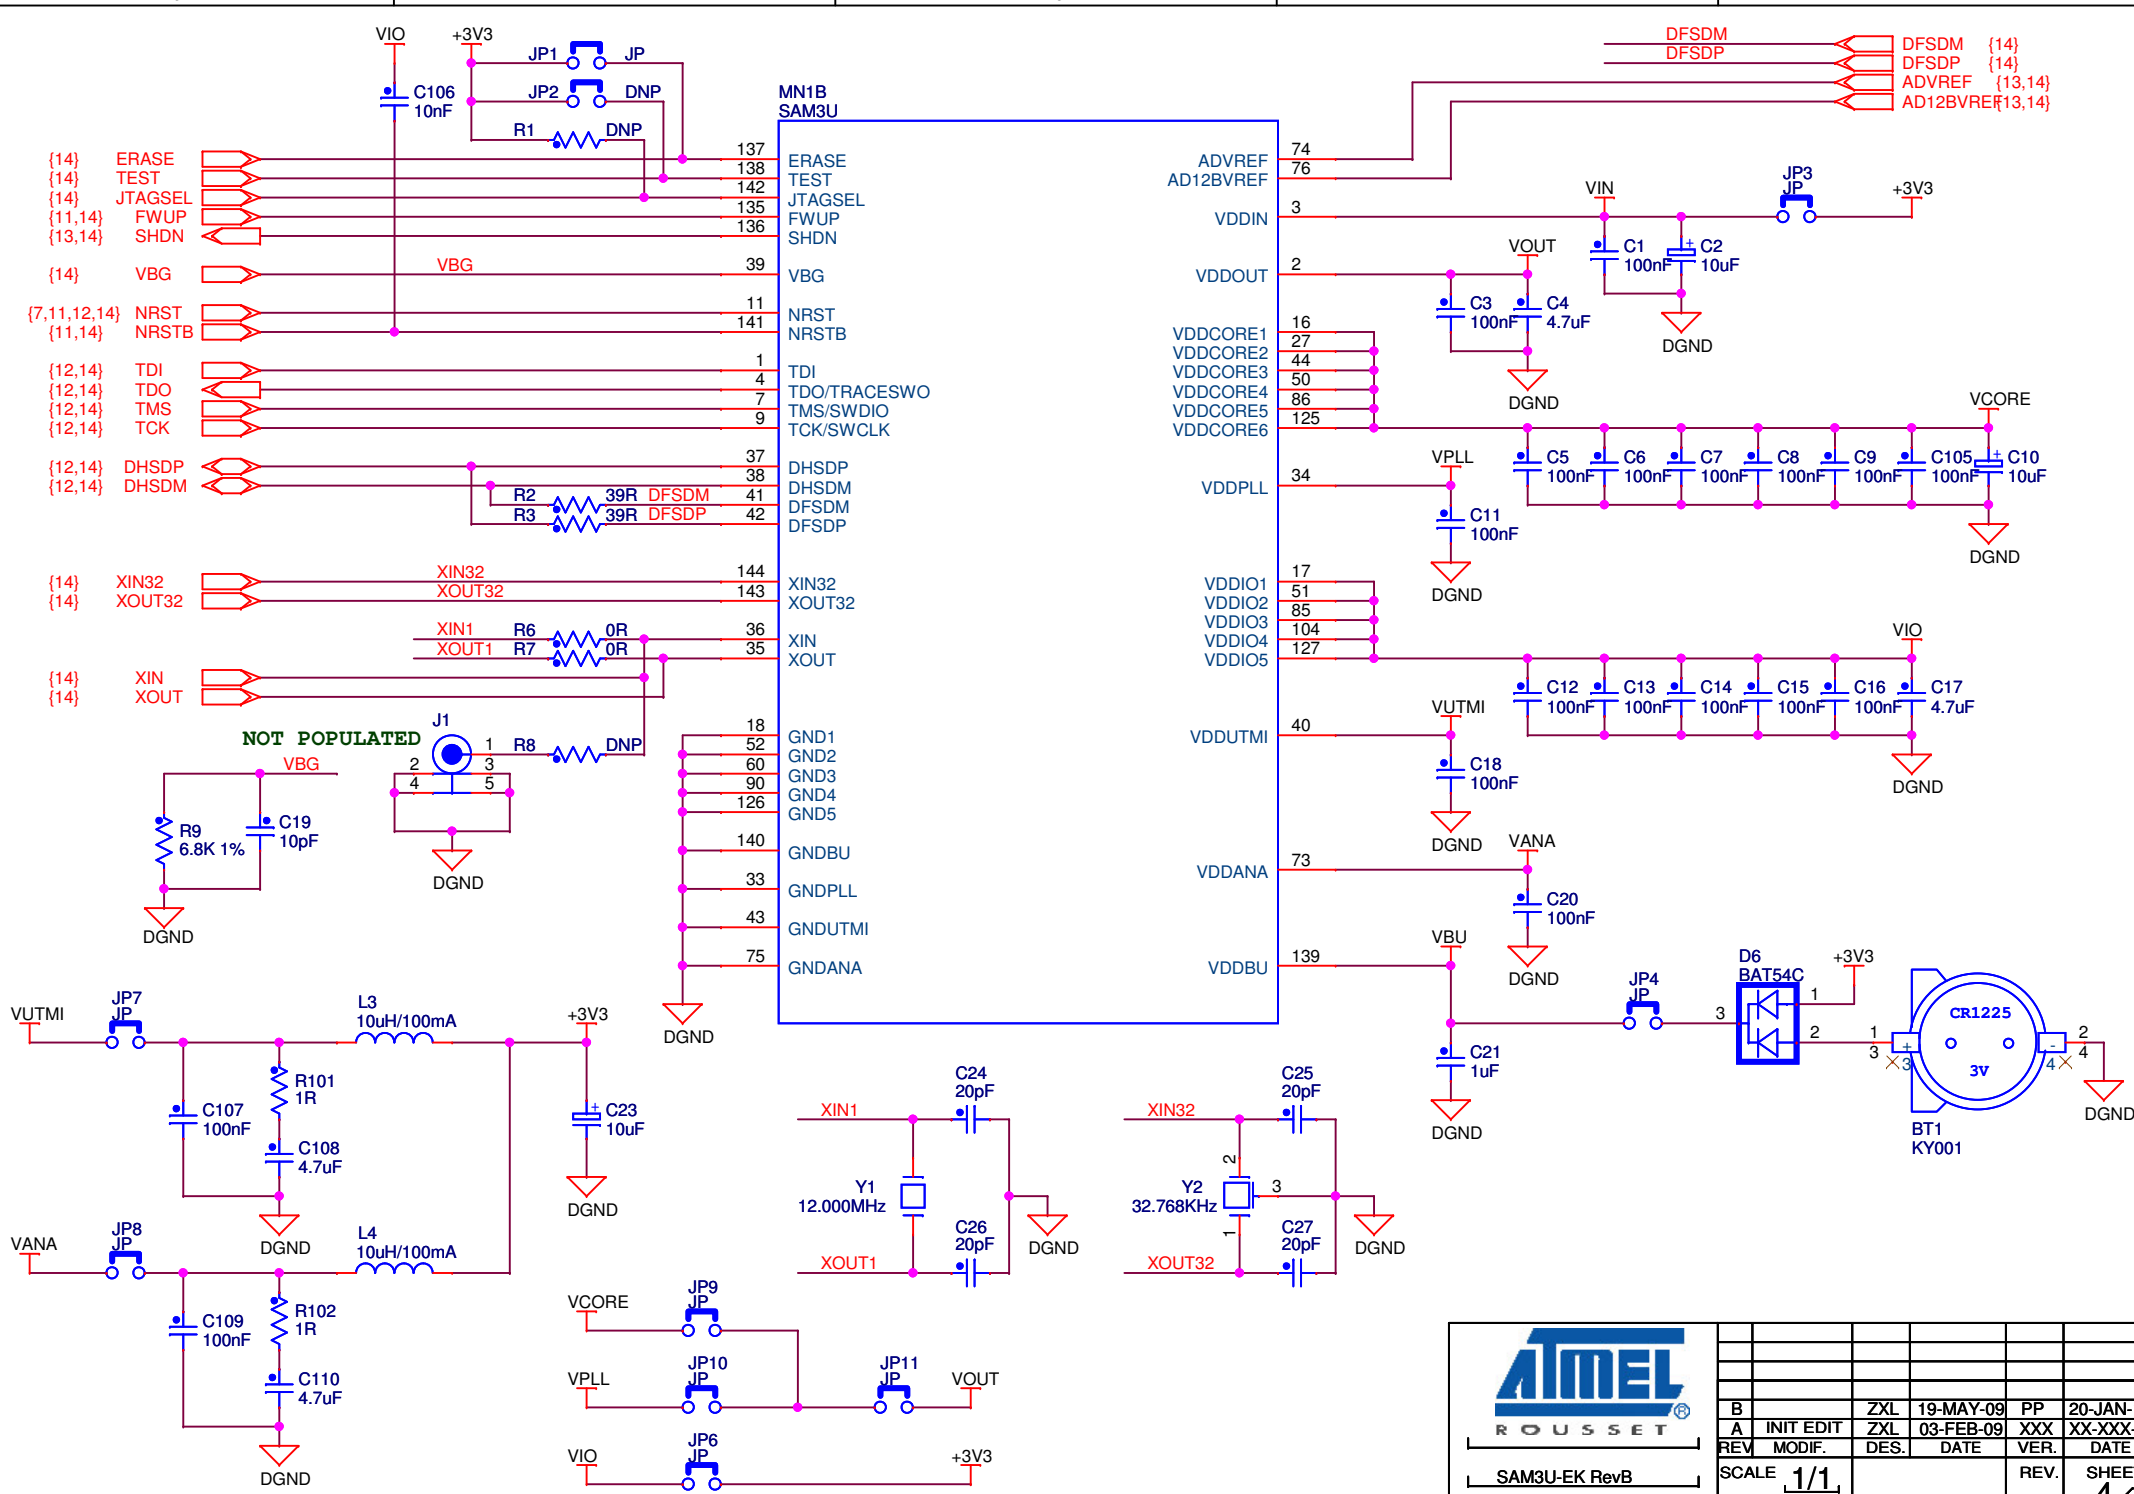 VIO
+3V3
JP1
JP
JP2
DNP
R1
DNP
C106
10nF
MN1B
SAM3U
DFSDM
DFSDP
DFSDM {14}
DFSDP {14}
ADVREF {13,14}
AD12BVREF {13,14}
{14} ERASE 137 ERASE
{14} TEST 138 TEST
{14} JTAGSEL 142 JTAGSEL
{11,14} FWUP 135 FWUP
{13,14} SHDN 136 SHDN
{14} VBG VBG 39 VBG
{7,11,12,14} NRST 11 NRST
{11,14} NRSTB 141 NRSTB
{12,14} TDI 1 TDI
{12,14} TDO 4 TDO/TRACESWO
{12,14} TMS 7 TMS/SWDIO
{12,14} TCK 9 TCK/SWCLK
{12,14} DHSDP 37 DHSDP
{12,14} DHSDM 38 DHSDM
R2 39R DFSDM 41 DFSDM
R3 39R DFSDP 42 DFSDP
{14} XIN32 XIN32 144 XIN32
{14} XOUT32 XOUT32 143 XOUT32
XIN1 R6 0R 36 XIN
XOUT1 R7 0R 35 XOUT
{14} XIN
{14} XOUT
NOT POPULATED
J1
1
2 3
4 5
R8 DNP
DGND
VBG
R9
6.8K 1%
C19
10pF
DGND
18 GND1
52 GND2
60 GND3
90 GND4
126 GND5
140 GNDBU
33 GNDPLL
43 GNDUTMI
75 GNDANA
DGND
ADVREF 74
AD12BVREF 76
VDDIN 3
VIN
JP3
JP
+3V3
C1
100nF
C2
10uF
DGND
VDDOUT 2
VOUT
C3
100nF
C4
4.7uF
DGND
VDDCORE1 16
VDDCORE2 27
VDDCORE3 44
VDDCORE4 50
VDDCORE5 86
VDDCORE6 125
VCORE
C5
100nF
C6
100nF
C7
100nF
C8
100nF
C9
100nF
C105
100nF
C10
10uF
DGND
VDDPLL 34
VPLL
C11
100nF
DGND
VDDIO1 17
VDDIO2 51
VDDIO3 85
VDDIO4 104
VDDIO5 127
VIO
C12
100nF
C13
100nF
C14
100nF
C15
100nF
C16
100nF
C17
4.7uF
DGND
VDDUTMI 40
VUTMI
C18
100nF
DGND
VDDANA 73
VANA
C20
100nF
DGND
VDDBU 139
VBU
C21
1uF
DGND
JP4
JP
D6
BAT54C
3
1
2
+3V3
1
3
+
3
CR1225
3V
-
4
2
4
BT1
KY001
DGND
VUTMI
JP7
JP
L3
10uH/100mA
+3V3
C107
100nF
R101
1R
C108
4.7uF
DGND
C23
10uF
DGND
VANA
JP8
JP
L4
10uH/100mA
C109
100nF
R102
1R
C110
4.7uF
DGND
XIN1
C24
20pF
Y1
12.000MHz
C26
20pF
XOUT1
DGND
XIN32
C25
20pF
2
Y2
32.768KHz
3
1
C27
20pF
XOUT32
DGND
VCORE
JP9
JP
VPLL
JP10
JP
JP11
JP
VOUT
VIO
JP6
JP
+3V3
ATMEL®
ROUSSET
SAM3U-EK RevB
B ZXL 19-MAY-09 PP 20-JAN-
A INIT EDIT ZXL 03-FEB-09 XXX XX-XXX-
REV MODIF. DES. DATE VER. DATE
SCALE 1/1 REV. SHEE